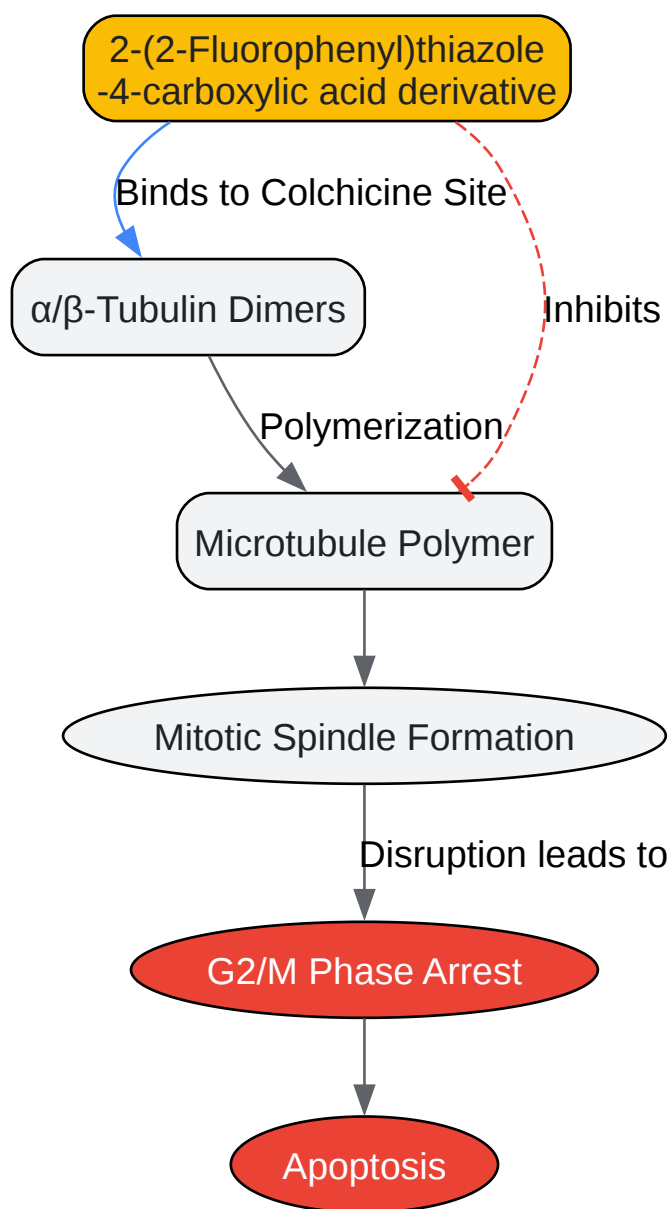 2-(2-Fluorophenyl)thiazole
-4-carboxylic acid derivative
Binds to Colchicine Site
α/β-Tubulin Dimers
Inhibits
Polymerization
Microtubule Polymer
Mitotic Spindle Formation
Disruption leads to
G2/M Phase Arrest
Apoptosis